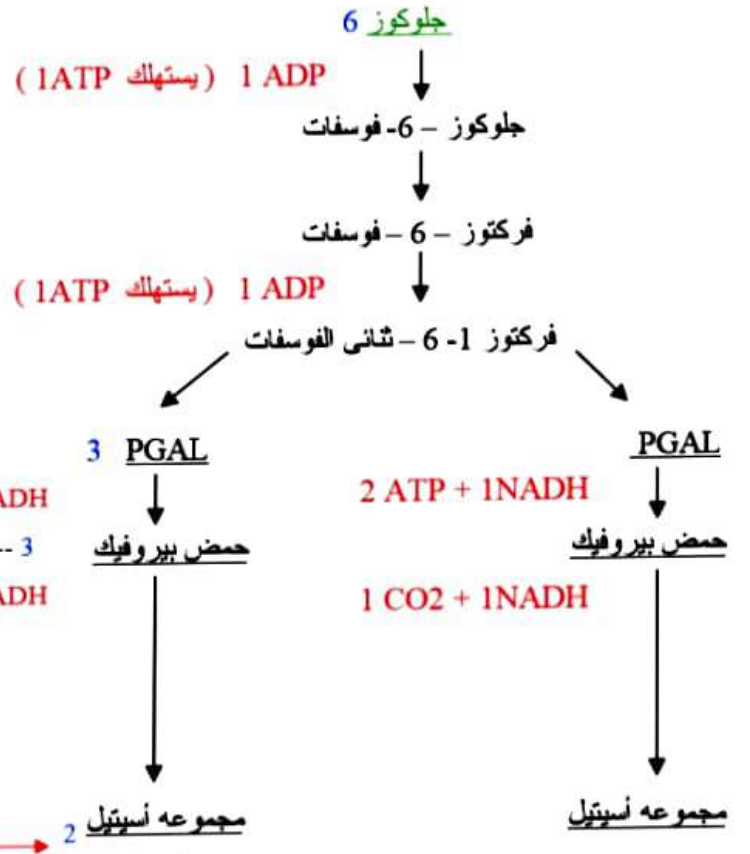 6 جلوكوز
( يستهلك 1ATP ) 1 ADP
جلوكوز – 6- فوسفات
فركتوز – 6 – فوسفات
( يستهلك 1ATP ) 1 ADP
فركتوز 1- 6 – ثنائى الفوسفات
3 PGAL
PGAL
ADH
2 ATP + 1NADH
-- 3
حمض بيروفيك
حمض بيروفيك
ADH
1 CO2 + 1NADH
2 مجموعه أسيتيل
مجموعه أسيتيل